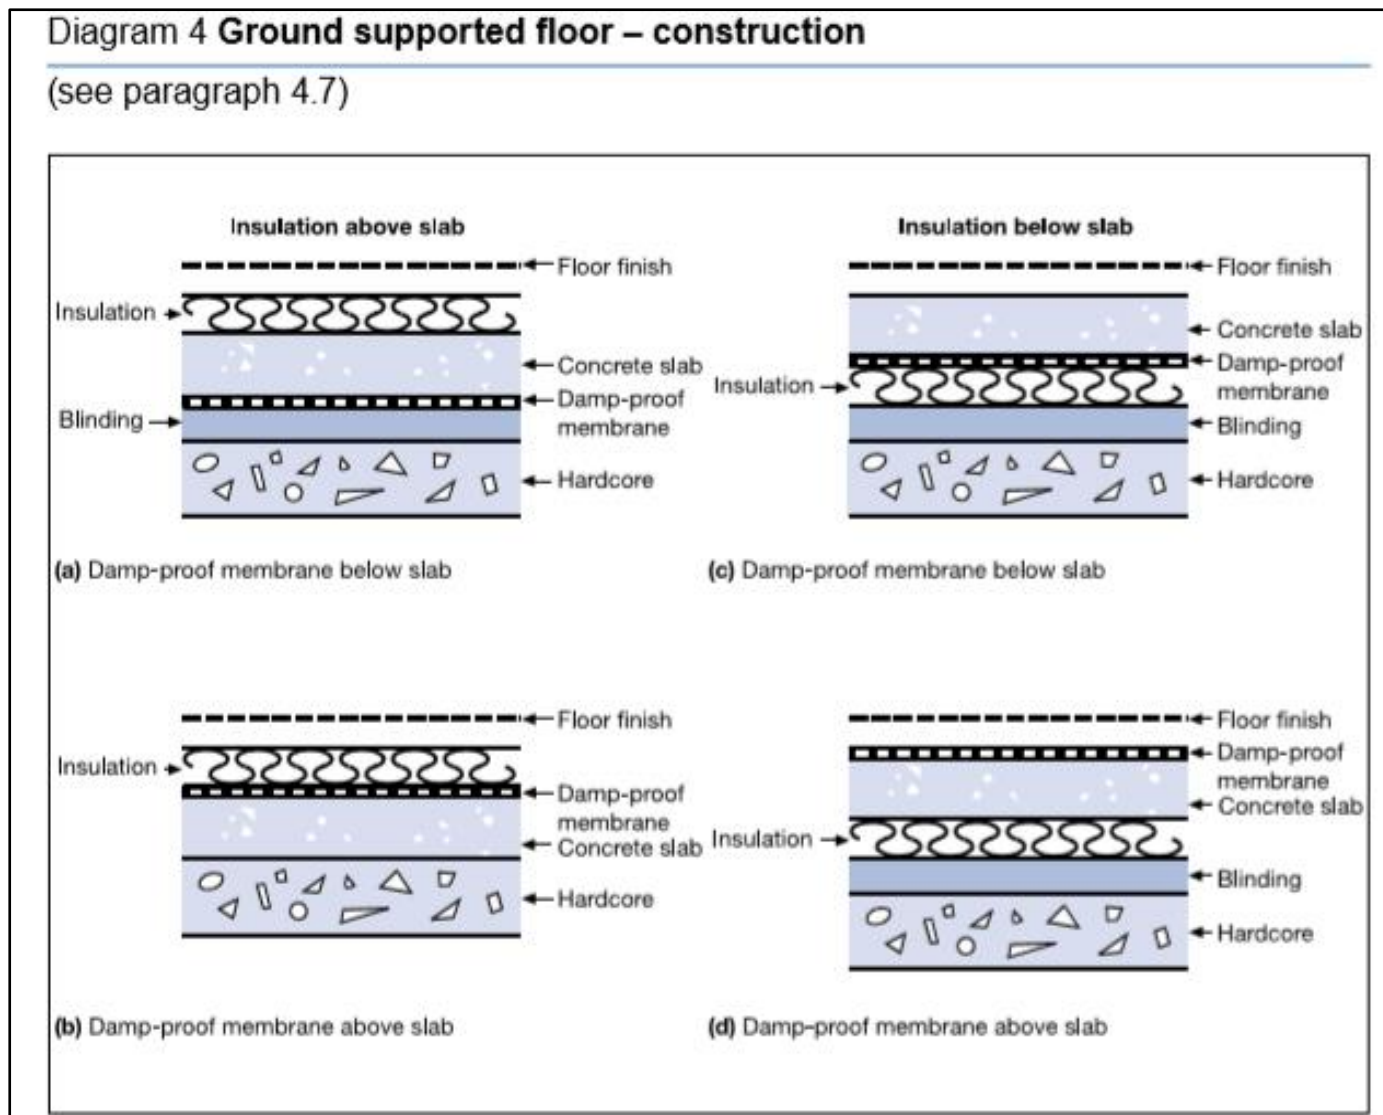 Diagram 4 Ground supported floor – construction
(see paragraph 4.7)
Insulation above slab
Floor finish
Insulation
Concrete slab
Damp-proof
membrane
Blinding
Hardcore
(a) Damp-proof membrane below slab
Insulation below slab
Floor finish
Concrete slab
Damp-proof
membrane
Insulation
Blinding
Hardcore
(c) Damp-proof membrane below slab
Floor finish
Insulation
Damp-proof
membrane
Concrete slab
Hardcore
(b) Damp-proof membrane above slab
Floor finish
Damp-proof
membrane
Concrete slab
Insulation
Blinding
Hardcore
(d) Damp-proof membrane above slab